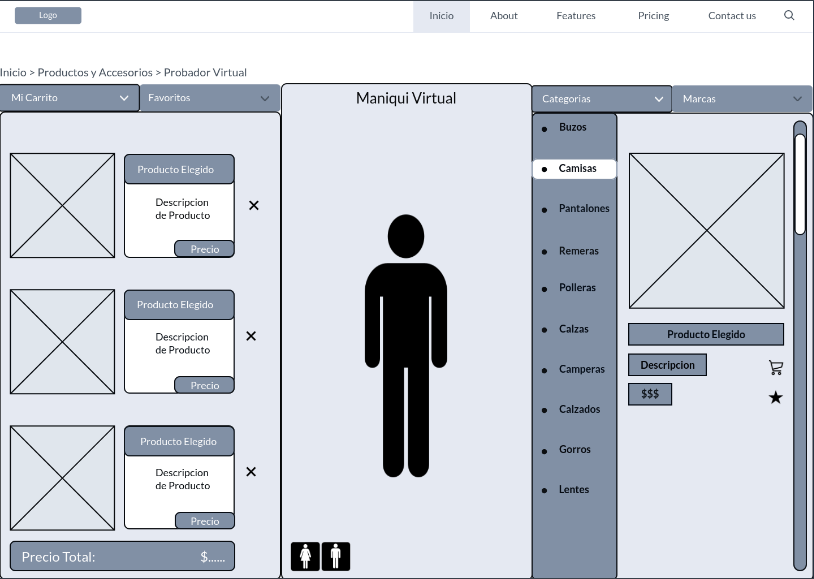 Logo
Inicio
About
Features
Pricing
Contact us
Inicio > Productos y Accesorios > Probador Virtual
Mi Carrito
Favoritos
Producto Elegido
Descripcion
de Producto
Precio
Producto Elegido
Descripcion
de Producto
Precio
Producto Elegido
Descripcion
de Producto
Precio
Precio Total: $......
Maniqui Virtual
Categorias
Marcas
Buzos
Camisas
Pantalones
Remeras
Polleras
Calzas
Camperas
Calzados
Gorros
Lentes
Producto Elegido
Descripcion
$$$